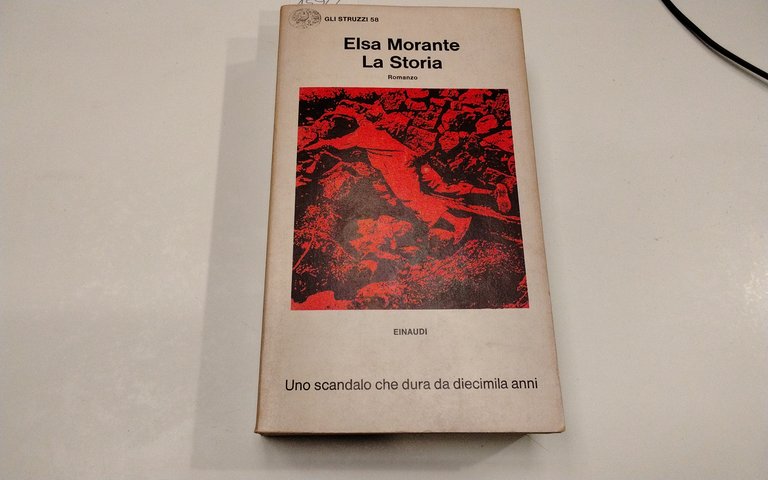 GLI STRUZZI 58
Elsa Morante
La Storia
Romanzo
EINAUDI
Uno scandalo che dura da diecimila anni